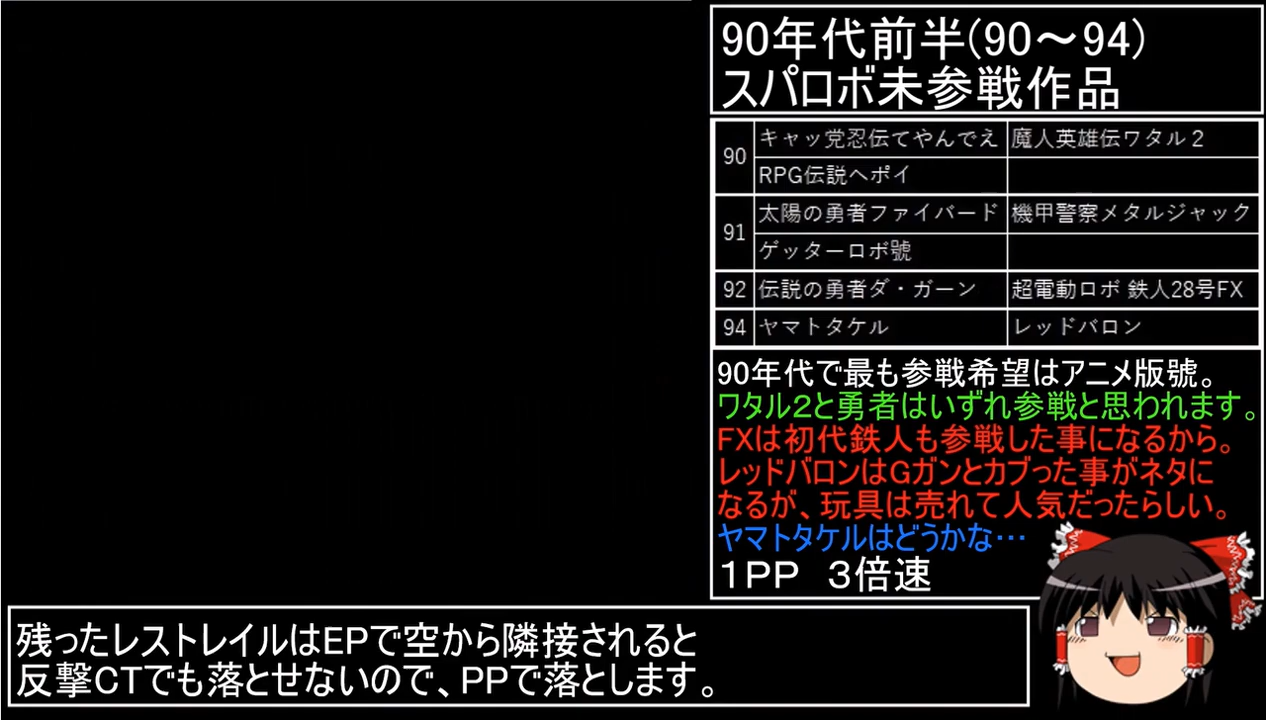 90年代前半(90～94)
スパロボ未参戦作品
90 キャッ党忍伝てやんでえ 魔人英雄伝ワタル２
RPG伝説ヘポイ
91 太陽の勇者ファイバード 機甲警察メタルジャック
ゲッターロボ號
92 伝説の勇者ダ・ガーン 超電動ロボ 鉄人28号FX
94 ヤマトタケル レッドバロン
90年代で最も参戦希望はアニメ版號。
ワタル２と勇者はいずれ参戦と思われます。
FXは初代鉄人も参戦した事になるから。
レッドバロンはGガンとカブった事がネタに
なるが、玩具は売れて人気だったらしい。
ヤマトタケルはどうかな…
１PP　３倍速
残ったレストレイルはEPで空から隣接されると
反撃CTでも落とせないので、PPで落とします。